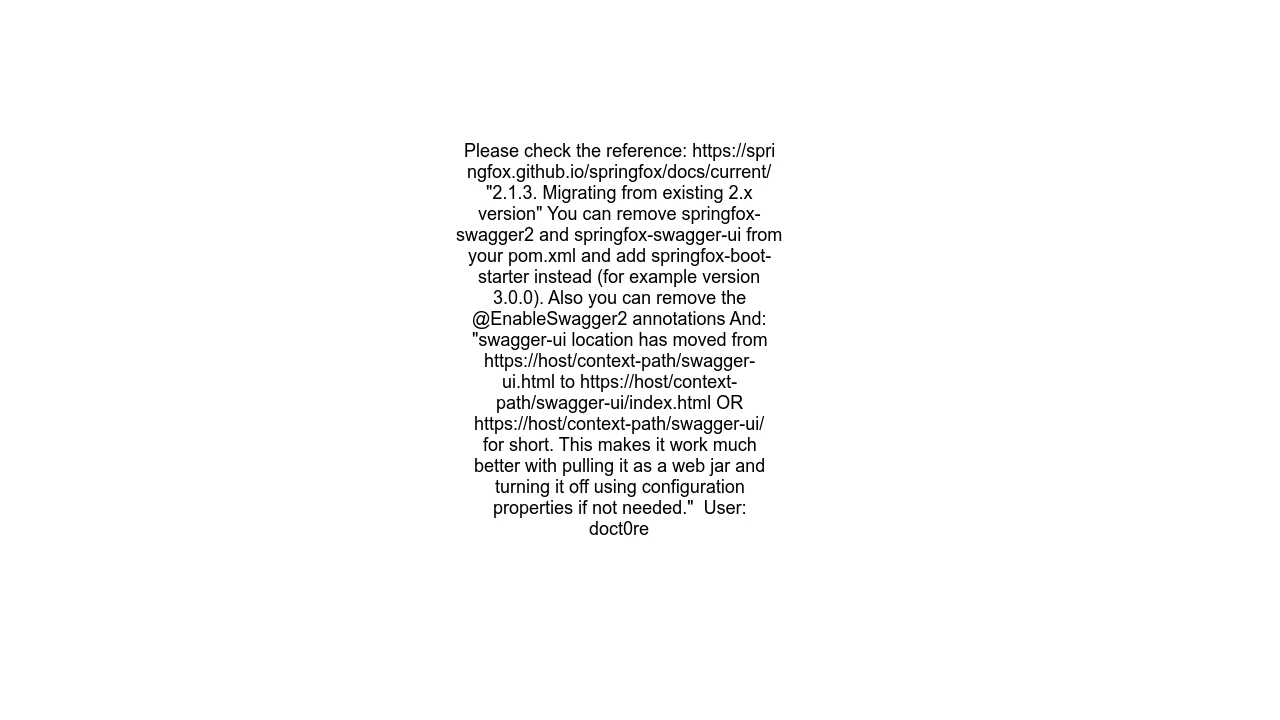 Please check the reference: https://spri
ngfox.github.io/springfox/docs/current/
"2.1.3. Migrating from existing 2.x
version" You can remove springfox-
swagger2 and springfox-swagger-ui from
your pom.xml and add springfox-boot-
starter instead (for example version
3.0.0). Also you can remove the
@EnableSwagger2 annotations And:
"swagger-ui location has moved from
https://host/context-path/swagger-
ui.html to https://host/context-
path/swagger-ui/index.html OR
https://host/context-path/swagger-ui/
for short. This makes it work much
better with pulling it as a web jar and
turning it off using configuration
properties if not needed."  User:
doct0re